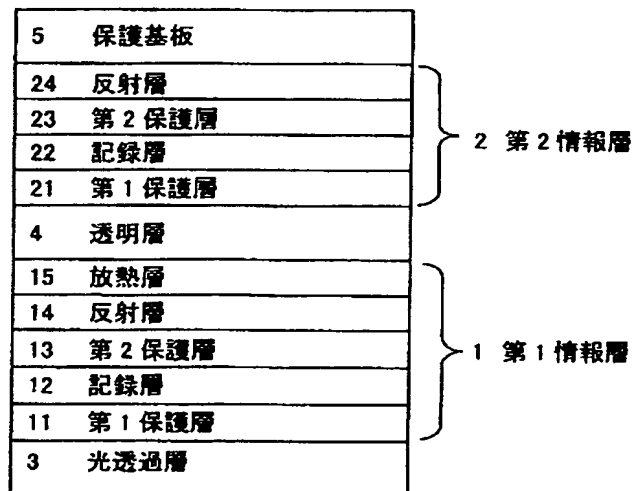 5 保護基板
24 反射層
23 第2保護層
22 記録層
21 第1保護層
2 第2情報層
4 透明層
15 放熱層
14 反射層
13 第2保護層
12 記録層
11 第1保護層
1 第1情報層
3 光透過層